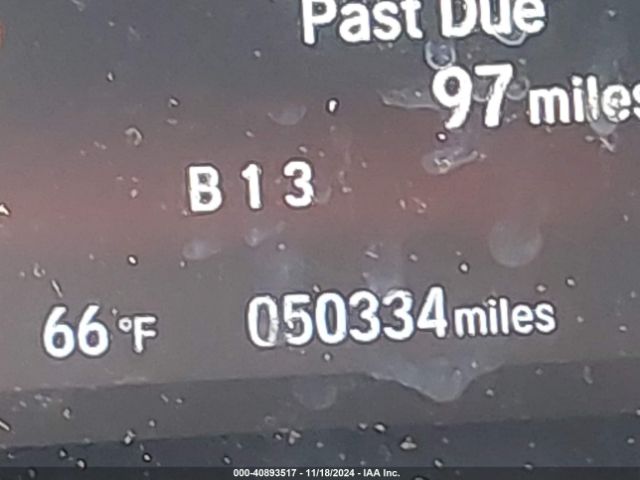 Past Due
97 miles
B 1 3
66 °F 050334 miles
000-40893517 - 11/18/2024 - IAA Inc.